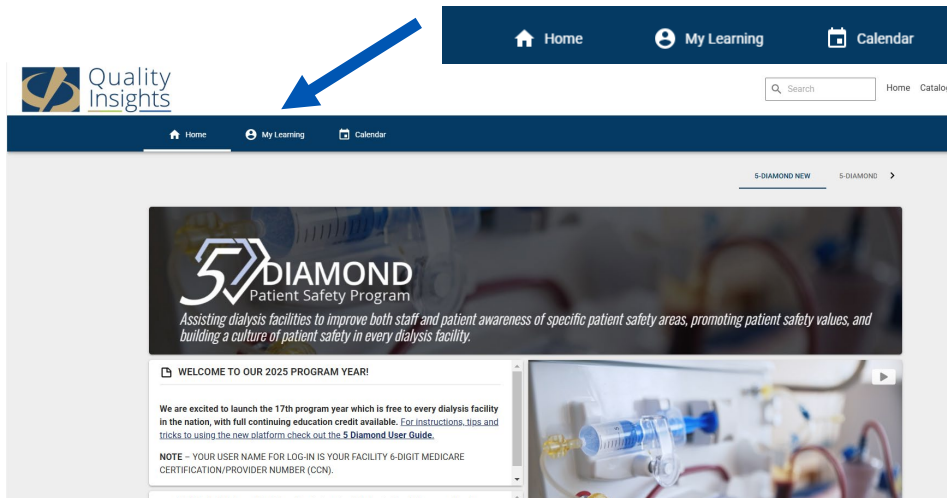 Home My Learning Calendar
Quality
Insights
Search
Home Catalog
Home My Learning Calendar
5-DIAMOND NEW 5-DIAMOND
5 DIAMOND
Patient Safety Program
Assisting dialysis facilities to improve both staff and patient awareness of specific patient safety areas, promoting patient safety values, and
building a culture of patient safety in every dialysis facility.
WELCOME TO OUR 2025 PROGRAM YEAR!
We are excited to launch the 17th program year which is free to every dialysis facility
in the nation, with full continuing education credit available. For instructions, tips and
tricks to using the new platform check out the 5 Diamond User Guide.
NOTE – YOUR USER NAME FOR LOG-IN IS YOUR FACILITY 6-DIGIT MEDICARE
CERTIFICATION/PROVIDER NUMBER (CCN).